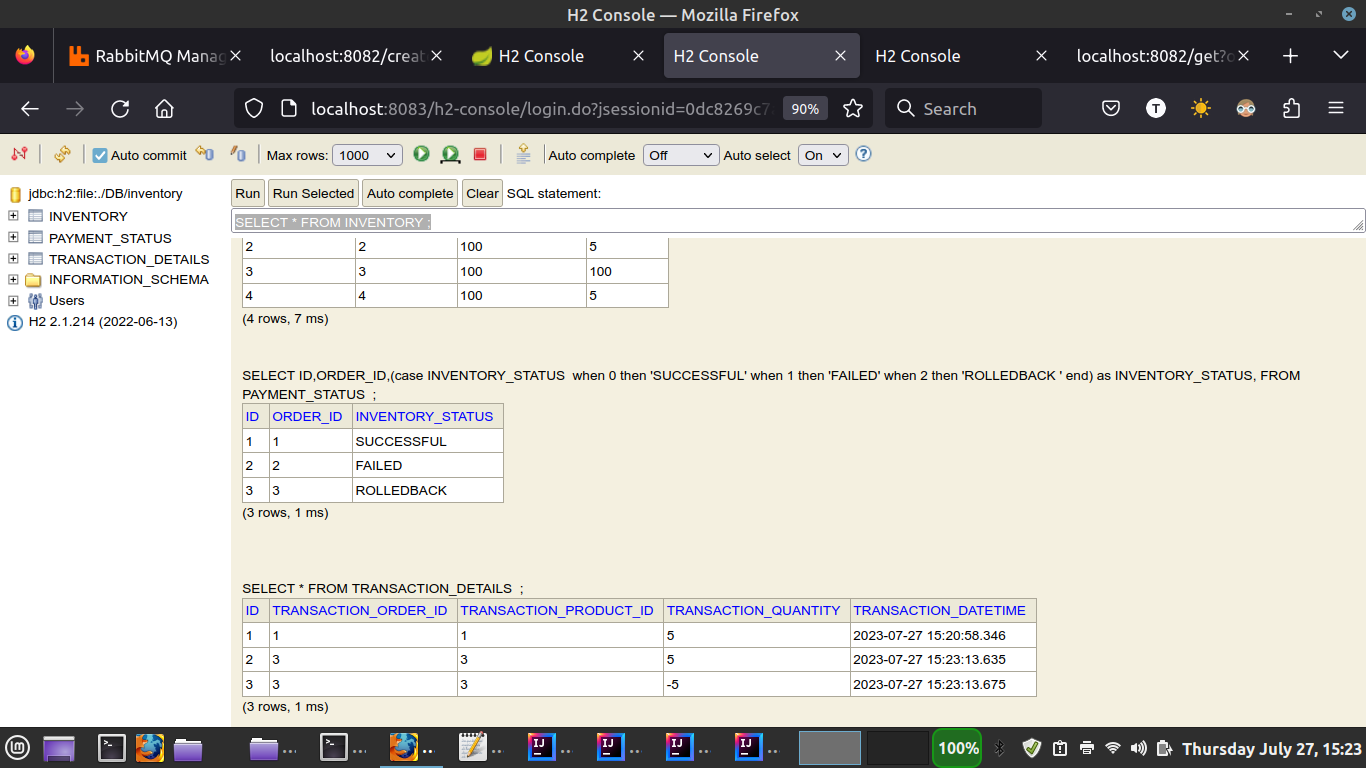 H2 Console — Mozilla Firefox
RabbitMQ Manag
localhost:8082/creat
H2 Console
H2 Console
H2 Console
localhost:8082/get?o
localhost:8083/h2-console/login.do?jsessionid=0dc8269c7
90%
Search
T
Auto commit
Max rows: 1000
Auto complete Off
Auto select On
jdbc:h2:file:./DB/inventory
INVENTORY
PAYMENT_STATUS
TRANSACTION_DETAILS
INFORMATION_SCHEMA
Users
H2 2.1.214 (2022-06-13)
Run Run Selected Auto complete Clear SQL statement:
SELECT * FROM INVENTORY ;
2 2 100 5
3 3 100 100
4 4 100 5
(4 rows, 7 ms)
SELECT ID,ORDER_ID,(case INVENTORY_STATUS when 0 then 'SUCCESSFUL' when 1 then 'FAILED' when 2 then 'ROLLEDBACK ' end) as INVENTORY_STATUS, FROM
PAYMENT_STATUS ;
ID ORDER_ID INVENTORY_STATUS
1 1 SUCCESSFUL
2 2 FAILED
3 3 ROLLEDBACK
(3 rows, 1 ms)
SELECT * FROM TRANSACTION_DETAILS ;
ID TRANSACTION_ORDER_ID TRANSACTION_PRODUCT_ID TRANSACTION_QUANTITY TRANSACTION_DATETIME
1 1 1 5 2023-07-27 15:20:58.346
2 3 3 5 2023-07-27 15:23:13.635
3 3 3 -5 2023-07-27 15:23:13.675
(3 rows, 1 ms)
IJ IJ IJ IJ
100%
Thursday July 27, 15:23